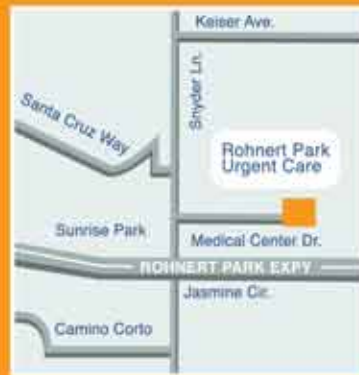 Keiser Ave.
Snyder Ln.
Santa Cruz Way
Rohnert Park
Urgent Care
Sunrise Park
Medical Center Dr.
ROHNERT PARK EXPY
Jasmine Cir.
Camino Corto